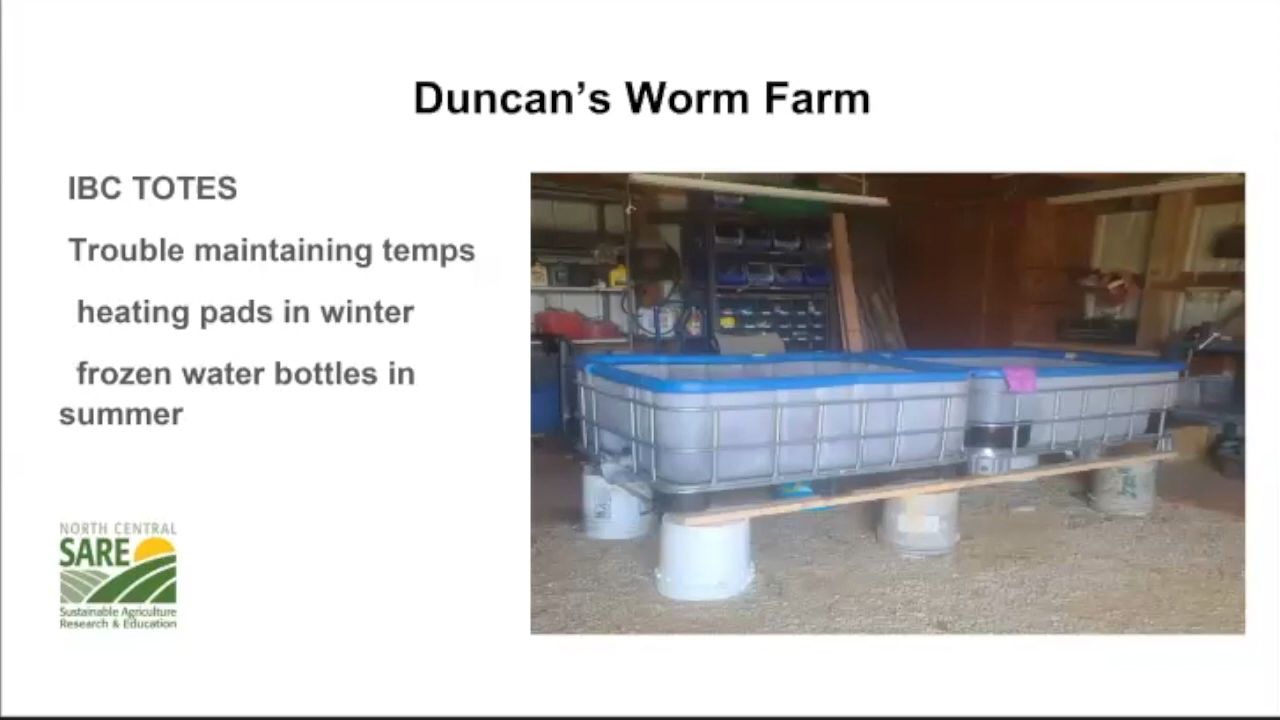 Duncan's Worm Farm
IBC TOTES
Trouble maintaining temps
heating pads in winter
frozen water bottles in
summer
NORTH CENTRAL
SARE
Sustainable Agriculture
Research & Education